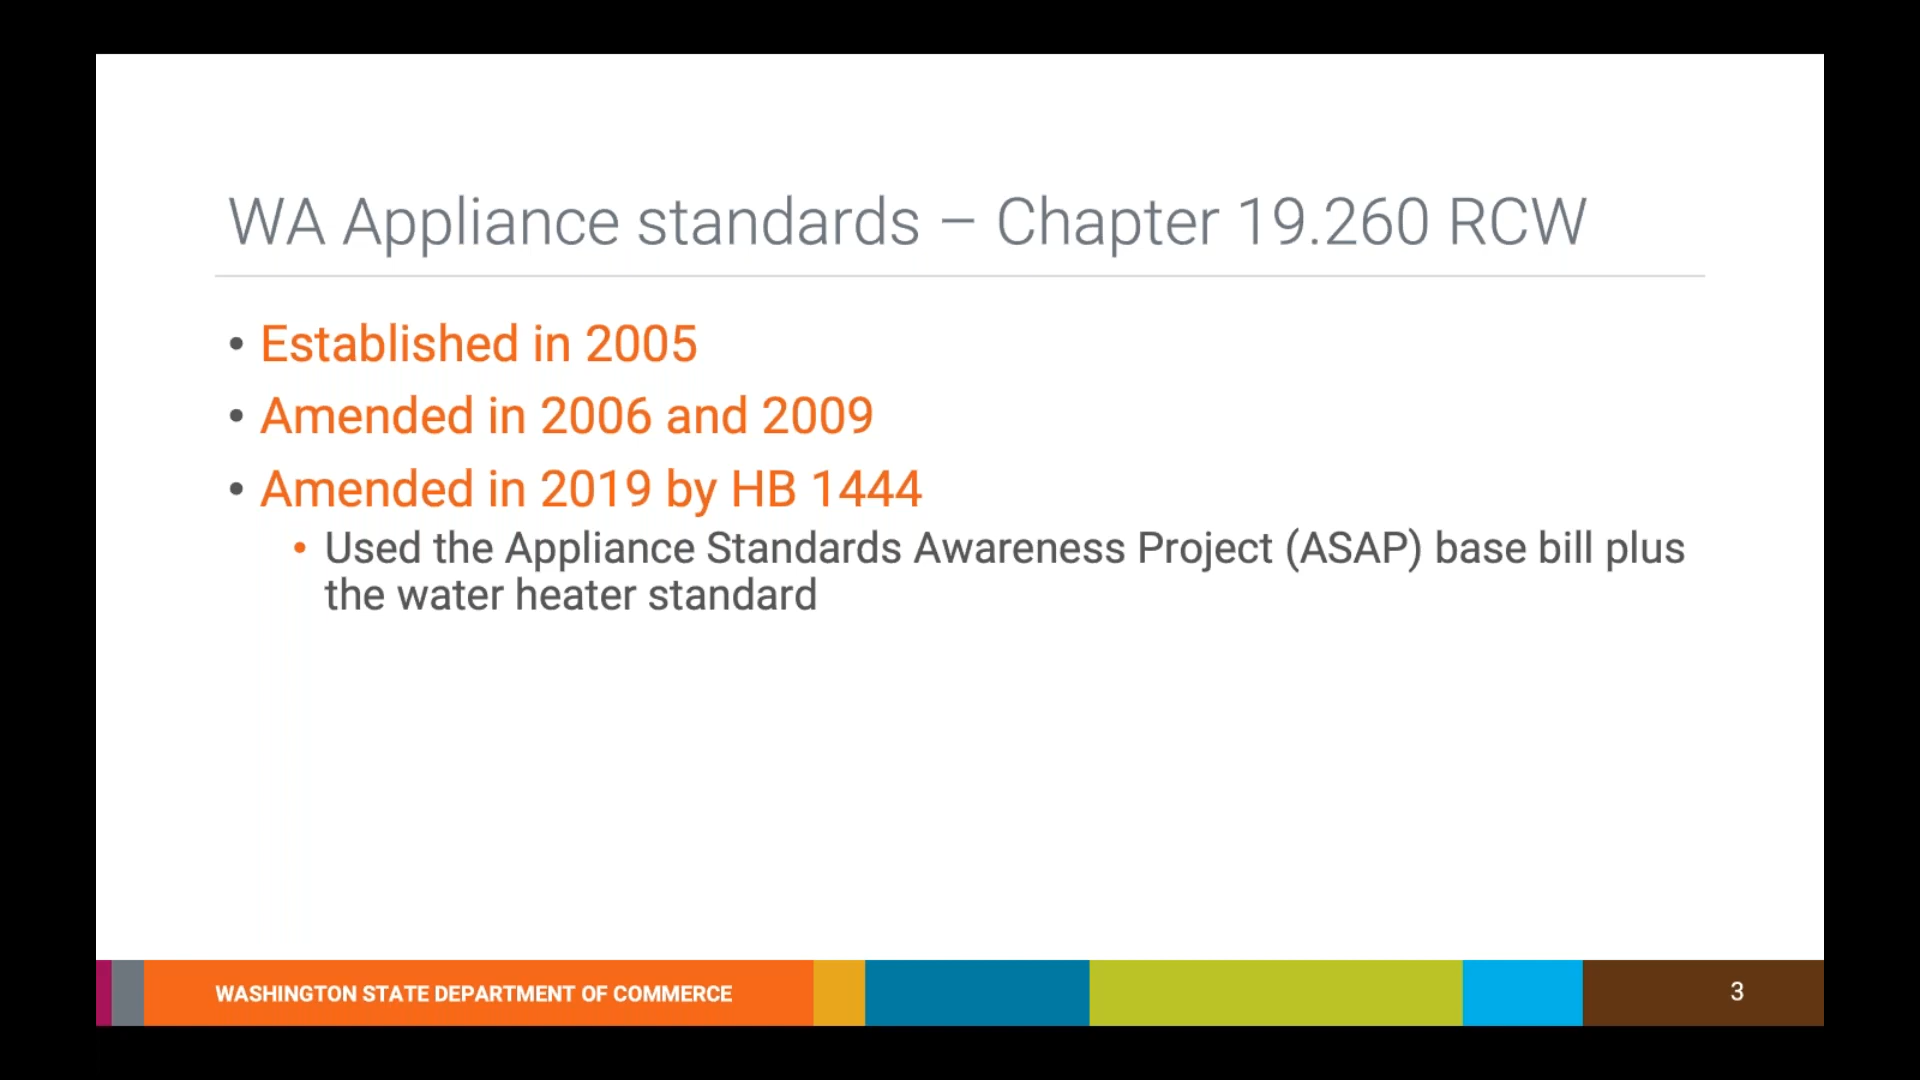 WA Appliance standards – Chapter 19.260 RCW
• Established in 2005
• Amended in 2006 and 2009
• Amended in 2019 by HB 1444
• Used the Appliance Standards Awareness Project (ASAP) base bill plus
the water heater standard
WASHINGTON STATE DEPARTMENT OF COMMERCE
3